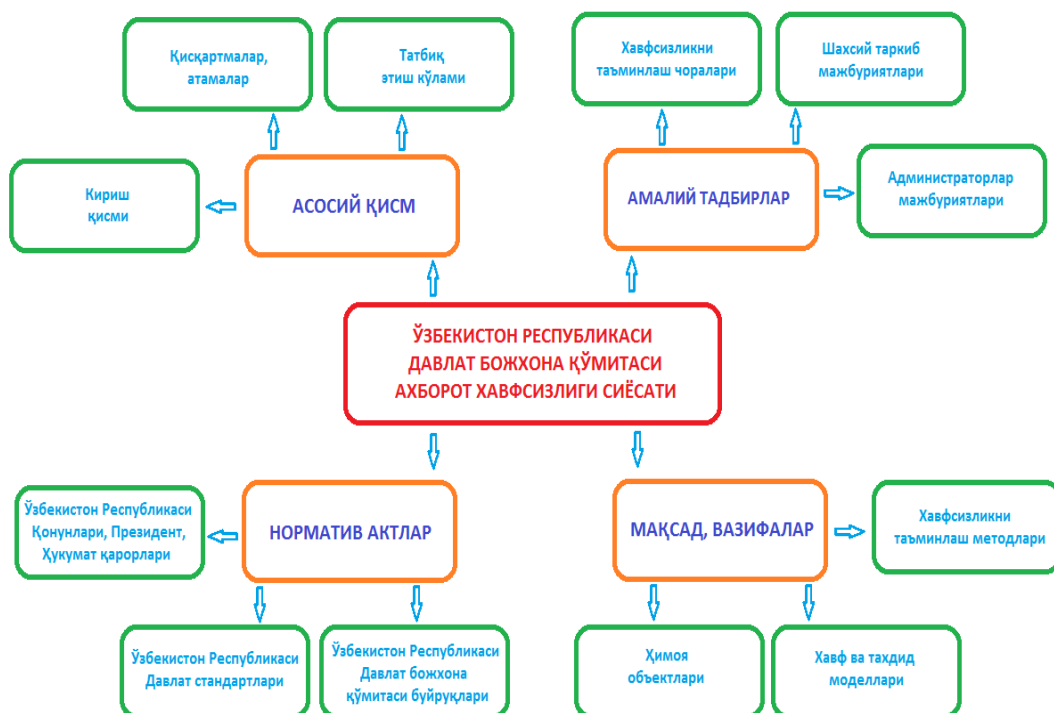 Қисқартмалар,
атамалар
Татбиқ
этиш кўлами
Хавфсизликни
таъминлаш чоралари
Шахсий таркиб
мажбуриятлари
Кириш
қисми
АСОСИЙ ҚИСМ
АМАЛИЙ ТАДБИРЛАР
Администраторлар
мажбуриятлари
ЎЗБЕКИСТОН РЕСПУБЛИКАСИ
ДАВЛАТ БОЖХОНА ҚЎМИТАСИ
АХБОРОТ ХАВФСИЗЛИГИ СИЁСАТИ
Ўзбекистон Республикаси
Қонунлари, Президент,
Ҳукумат қарорлари
НОРМАТИВ АКТЛАР
МАҚСАД, ВАЗИФАЛАР
Хавфсизликни
таъминлаш методлари
Ўзбекистон Республикаси
Давлат стандартлари
Ўзбекистон Республикаси
Давлат божхона
қўмитаси буйруқлари
Ҳимоя
объектлари
Хавф ва тахдид
моделлари